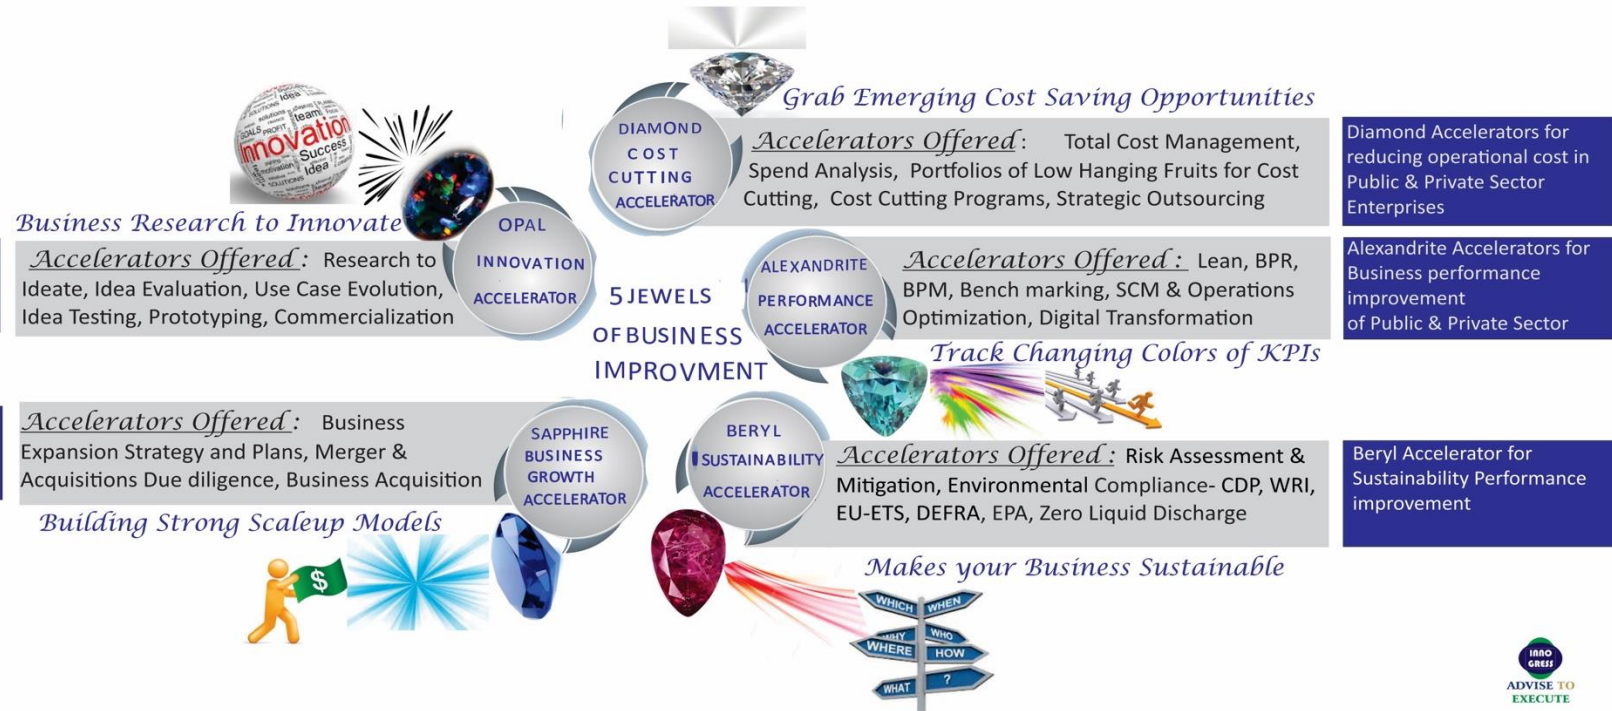 Grab Emerging Cost Saving Opportunities
DIAMOND
COST
CUTTING
ACCELERATOR
Accelerators Offered : Total Cost Management,
Spend Analysis, Portfolios of Low Hanging Fruits for Cost
Cutting, Cost Cutting Programs, Strategic Outsourcing
Diamond Accelerators for
reducing operational cost in
Public & Private Sector
Enterprises
Idea
solutions
team
GOALS
PROFIT
Innovation
Success
motivation
Idea
SOLUTIONS
Business Research to Innovate
OPAL
INNOVATION
ACCELERATOR
Accelerators Offered : Research to
Ideate, Idea Evaluation, Use Case Evolution,
Idea Testing, Prototyping, Commercialization
5 JEWELS
OF BUSINESS
IMPROVMENT
ALEXANDRITE
PERFORMANCE
ACCELERATOR
Accelerators Offered : Lean, BPR,
BPM, Bench marking, SCM & Operations
Optimization, Digital Transformation
Track Changing Colors of KPIs
Alexandrite Accelerators for
Business performance
improvement
of Public & Private Sector
Accelerators Offered : Business
Expansion Strategy and Plans, Merger &
Acquisitions Due diligence, Business Acquisition
Building Strong Scaleup Models
SAPPHIRE
BUSINESS
GROWTH
ACCELERATOR
$
BERYL
SUSTAINABILITY
ACCELERATOR
Accelerators Offered : Risk Assessment &
Mitigation, Environmental Compliance- CDP, WRI,
EU-ETS, DEFRA, EPA, Zero Liquid Discharge
Makes your Business Sustainable
Beryl Accelerator for
Sustainability Performance
improvement
WHICH
WHEN
WHY
WHO
WHERE
HOW
WHAT
?
INNO
GRESS
ADVISE TO
EXECUTE